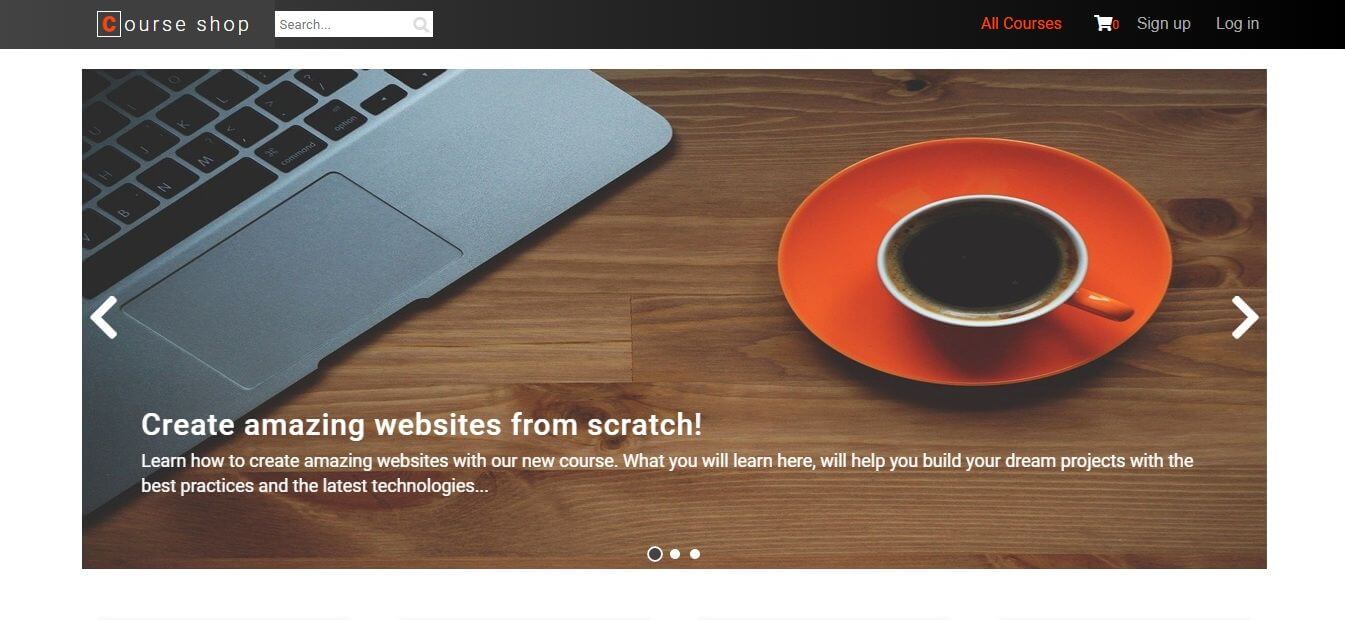 Course shop
Search...
All Courses
0
Sign up
Log in
option
command
U
O
I
L
K
J
H
M
N
B
V
Create amazing websites from scratch!
Learn how to create amazing websites with our new course. What you will learn here, will help you build your dream projects with the
best practices and the latest technologies...